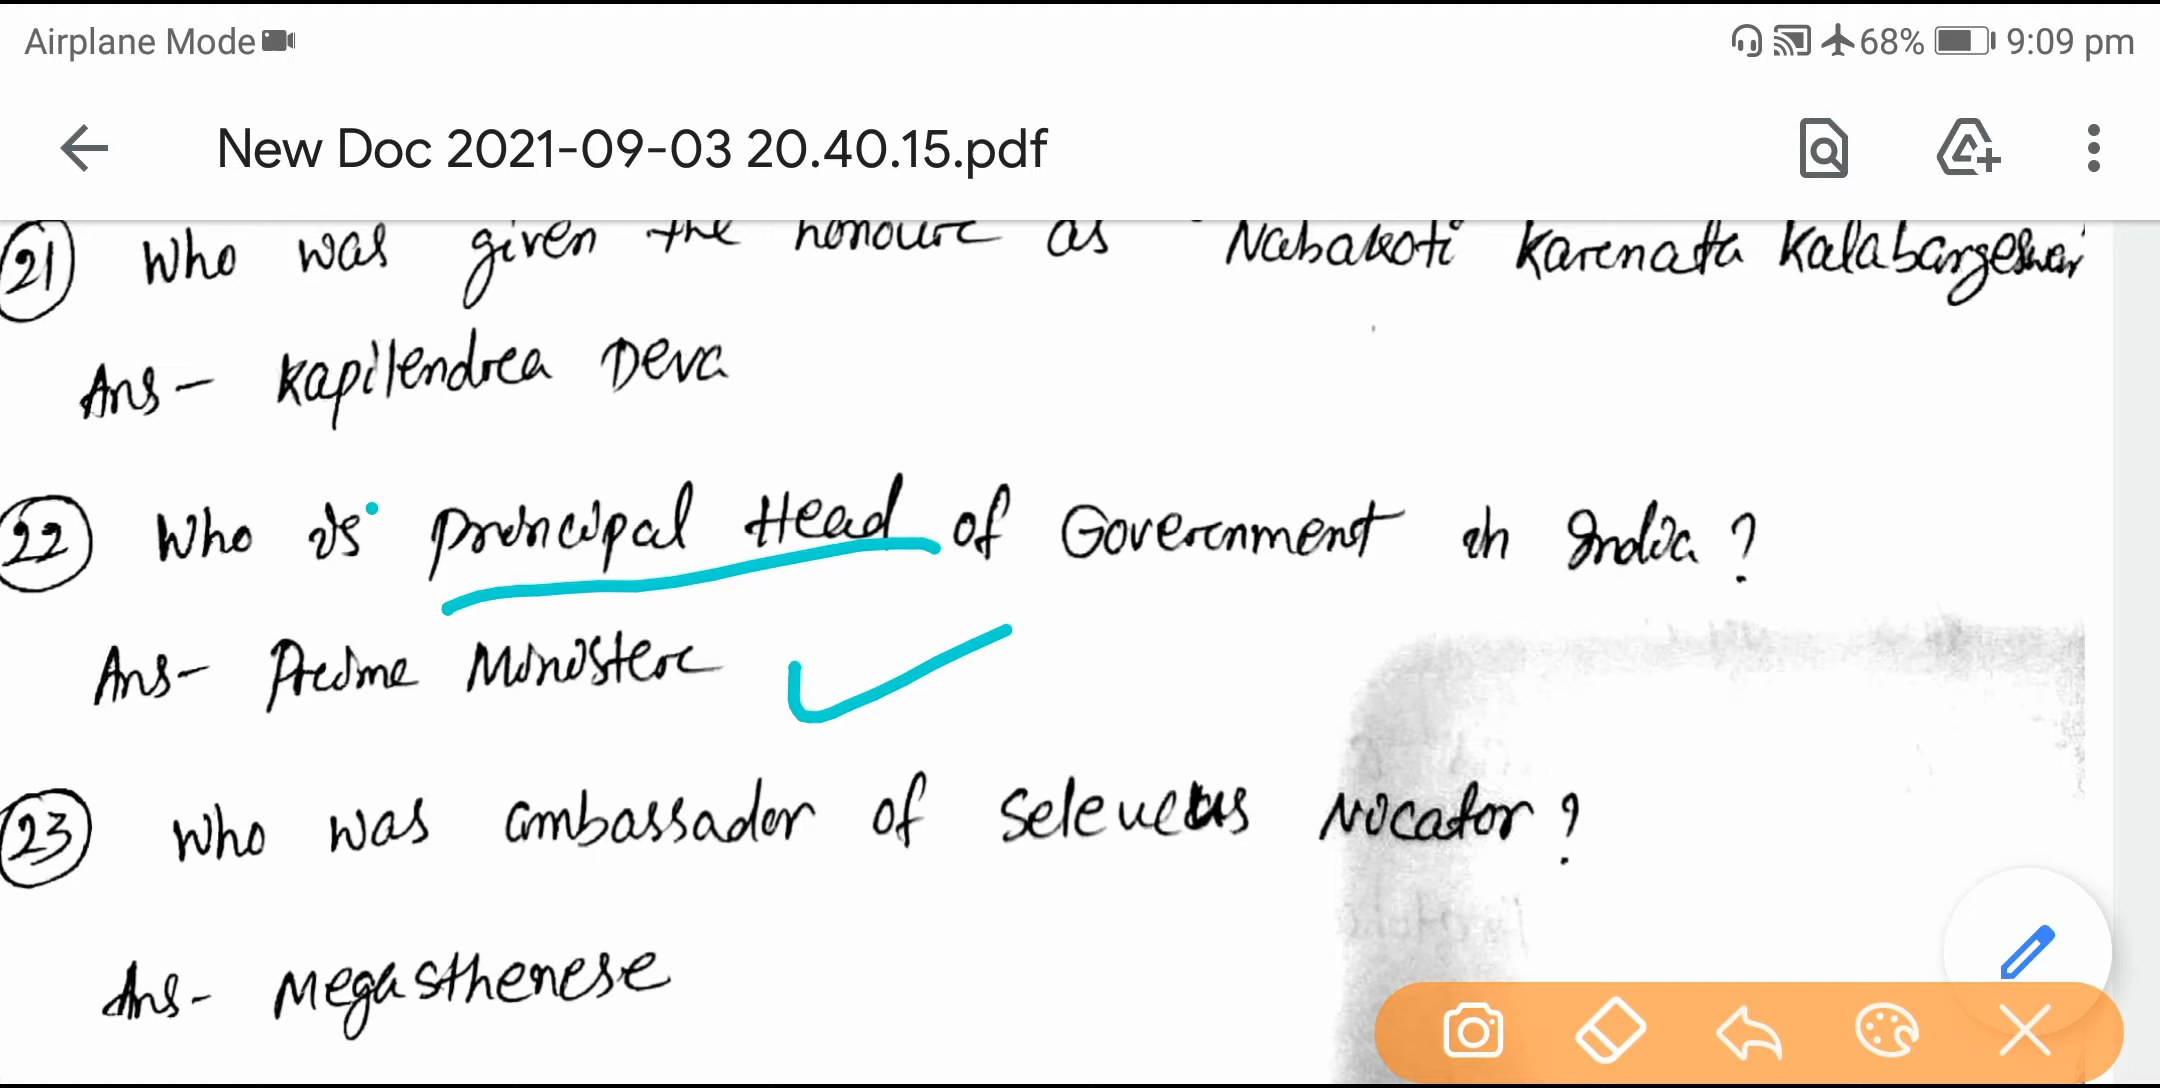 Airplane Mode
68% 9:09 pm
New Doc 2021-09-03 20.40.15.pdf
21 Who was given the honour as "Nabakoti Karnata Kalabargeswar"
Ans - Kapilendra Deva
22 Who is principal Head of Government in India ?
Ans - Prime Minister
23 Who was ambassador of Seleucus Nicator ?
Ans - Megasthenese